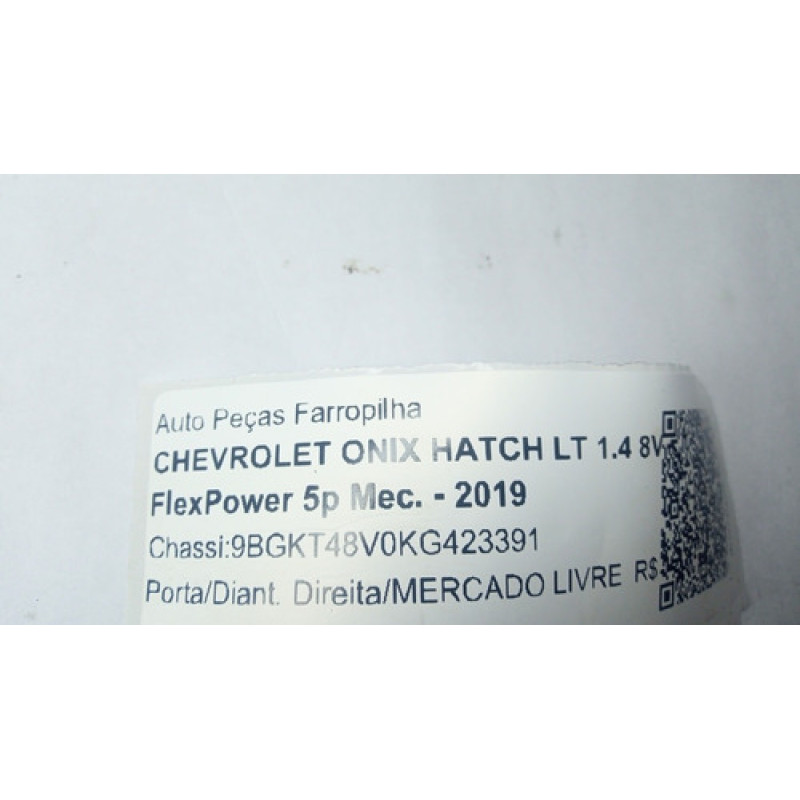 Auto Peças Farropilha
CHEVROLET ONIX HATCH LT 1.4 8V
FlexPower 5p Mec. - 2019
Chassi:9BGKT48V0KG423391
Porta/Diant. Direita/MERCADO LIVRE R$